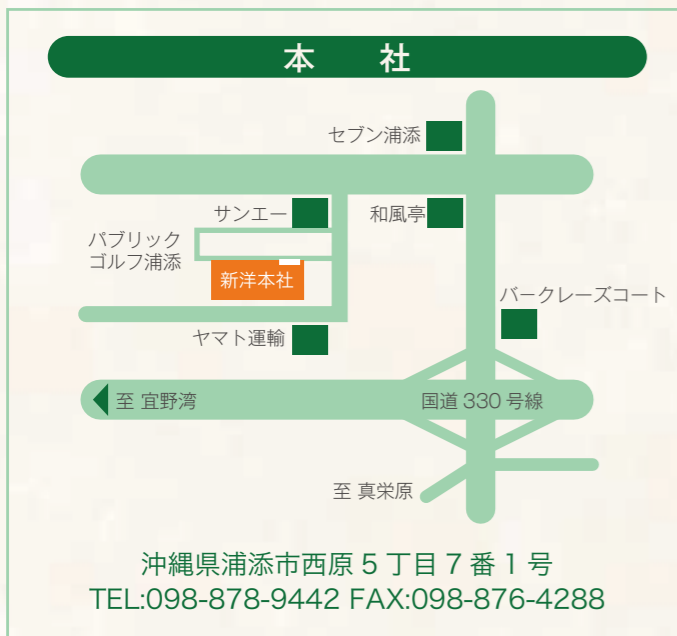 本　社
セブン浦添
サンエー
和風亭
パブリック
ゴルフ浦添
新洋本社
バークレーズコート
ヤマト運輸
至 宜野湾
国道 330 号線
至 真栄原
沖縄県浦添市西原 5 丁目 7 番 1 号
TEL:098-878-9442 FAX:098-876-4288